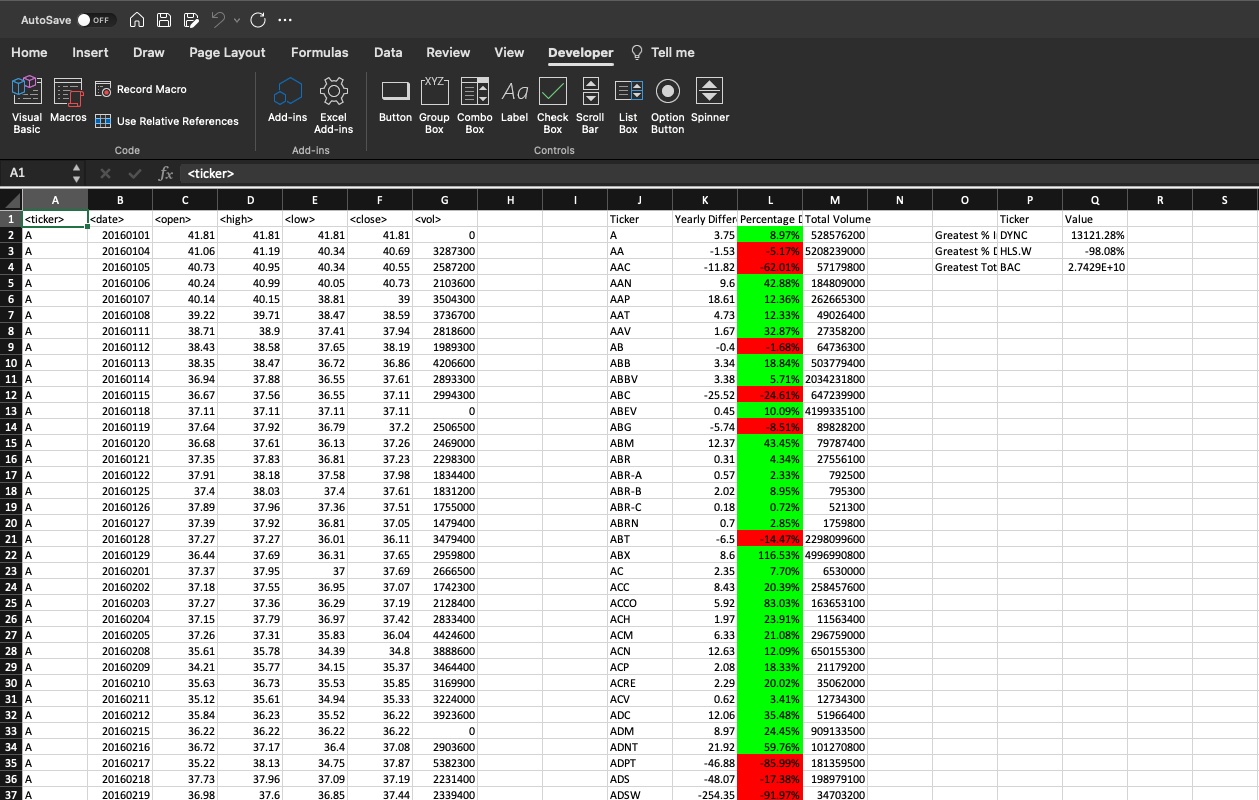 AutoSave OFF
Home Insert Draw Page Layout Formulas Data Review View Developer Tell me
Visual Basic Macros Record Macro Use Relative References
Add-ins Excel Add-ins
Button Group Box Combo Box Label Check Box Scroll Bar List Box Option Button Spinner
XYZ Aa
Code Add-ins Controls
A1 fx <ticker>
A B C D E F G H I J K L M N O P Q R S
1 <ticker> <date> <open> <high> <low> <close> <vol> Ticker Yearly Differ Percentage D Total Volume Ticker Value
2 A 20160101 41.81 41.81 41.81 41.81 0 A 3.75 8.97% 528576200 Greatest % I DYNC 13121.28%
3 A 20160104 41.06 41.19 40.34 40.69 3287300 AA -1.53 -5.17% 5208239000 Greatest % D HLS.W -98.08%
4 A 20160105 40.73 40.95 40.34 40.55 2587200 AAC -11.82 -62.01% 57179800 Greatest Tot BAC 2.7429E+10
5 A 20160106 40.24 40.99 40.05 40.73 2103600 AAN 9.6 42.88% 184809000
6 A 20160107 40.14 40.15 38.81 39 3504300 AAP 18.61 12.36% 262665300
7 A 20160108 39.22 39.71 38.47 38.59 3736700 AAT 4.73 12.33% 49026400
8 A 20160111 38.71 38.9 37.41 37.94 2818600 AAV 1.67 32.87% 27358200
9 A 20160112 38.43 38.58 37.65 38.19 1989300 AB -0.4 -1.68% 64736300
10 A 20160113 38.35 38.47 36.72 36.86 4206600 ABB 3.34 18.84% 503779400
11 A 20160114 36.94 37.88 36.55 37.61 2893300 ABBV 3.38 5.71% 2034231800
12 A 20160115 36.67 37.56 36.55 37.11 2994300 ABC -25.52 -24.61% 647239900
13 A 20160118 37.11 37.11 37.11 37.11 0 ABEV 0.45 10.09% 4199335100
14 A 20160119 37.64 37.92 36.79 37.2 2506500 ABG -5.74 -8.51% 89828200
15 A 20160120 36.68 37.61 36.13 37.26 2469000 ABM 12.37 43.45% 79787400
16 A 20160121 37.35 37.83 36.81 37.23 2298300 ABR 0.31 4.34% 27556100
17 A 20160122 37.91 38.18 37.58 37.98 1834400 ABR-A 0.57 2.33% 792500
18 A 20160125 37.4 38.03 37.4 37.61 1831200 ABR-B 2.02 8.95% 795300
19 A 20160126 37.89 37.96 37.36 37.51 1755000 ABR-C 0.18 0.72% 521300
20 A 20160127 37.39 37.92 36.81 37.05 1479400 ABRN 0.7 2.85% 1759800
21 A 20160128 37.27 37.27 36.01 36.11 3479400 ABT -6.5 -14.47% 2298099600
22 A 20160129 36.44 37.69 36.31 37.65 2959800 ABX 8.6 116.53% 4996990800
23 A 20160201 37.37 37.95 37 37.69 2666500 AC 2.35 7.70% 6530000
24 A 20160202 37.18 37.55 36.95 37.07 1742300 ACC 8.43 20.39% 258457600
25 A 20160203 37.27 37.36 36.29 37.19 2128400 ACCO 5.92 83.03% 163653100
26 A 20160204 37.15 37.79 36.97 37.42 2833400 ACH 1.97 23.91% 11563400
27 A 20160205 37.26 37.31 35.83 36.04 4424600 ACM 6.33 21.08% 296759000
28 A 20160208 35.61 35.78 34.39 34.8 3888600 ACN 12.63 12.09% 650155300
29 A 20160209 34.21 35.77 34.15 35.37 3464400 ACP 2.08 18.33% 21179200
30 A 20160210 35.63 36.73 35.53 35.85 3169900 ACRE 2.29 20.02% 35062000
31 A 20160211 35.12 35.61 34.94 35.33 3224000 ACV 0.62 3.41% 12734300
32 A 20160212 35.84 36.23 35.52 36.22 3923600 ADC 12.06 35.48% 51966400
33 A 20160215 36.22 36.22 36.22 36.22 0 ADM 8.97 24.45% 909133500
34 A 20160216 36.72 37.17 36.4 37.08 2903600 ADNT 21.92 59.76% 101270800
35 A 20160217 35.22 38.13 34.75 37.87 5382300 ADPT -46.88 -85.99% 181359500
36 A 20160218 37.73 37.96 37.09 37.19 2231400 ADS -48.07 -17.38% 198979100
37 A 20160219 36.98 37.6 36.85 37.44 2339400 ADSW -254.35 -91.97% 34703200